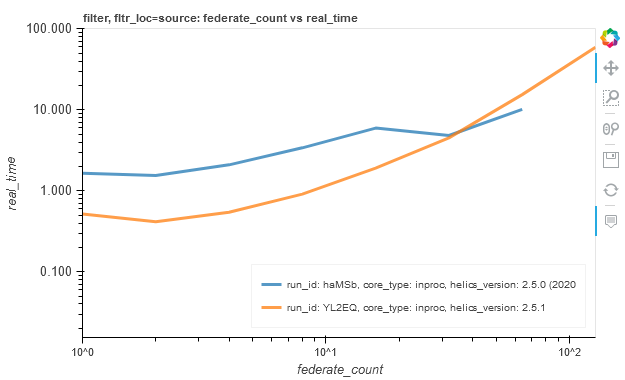 filter, fltr_loc=source: federate_count vs real_time
100.000
10.000
1.000
0.100
real_time
10^0
10^1
10^2
federate_count
run_id: haMSb, core_type: inproc, helics_version: 2.5.0 (2020
run_id: YL2EQ, core_type: inproc, helics_version: 2.5.1